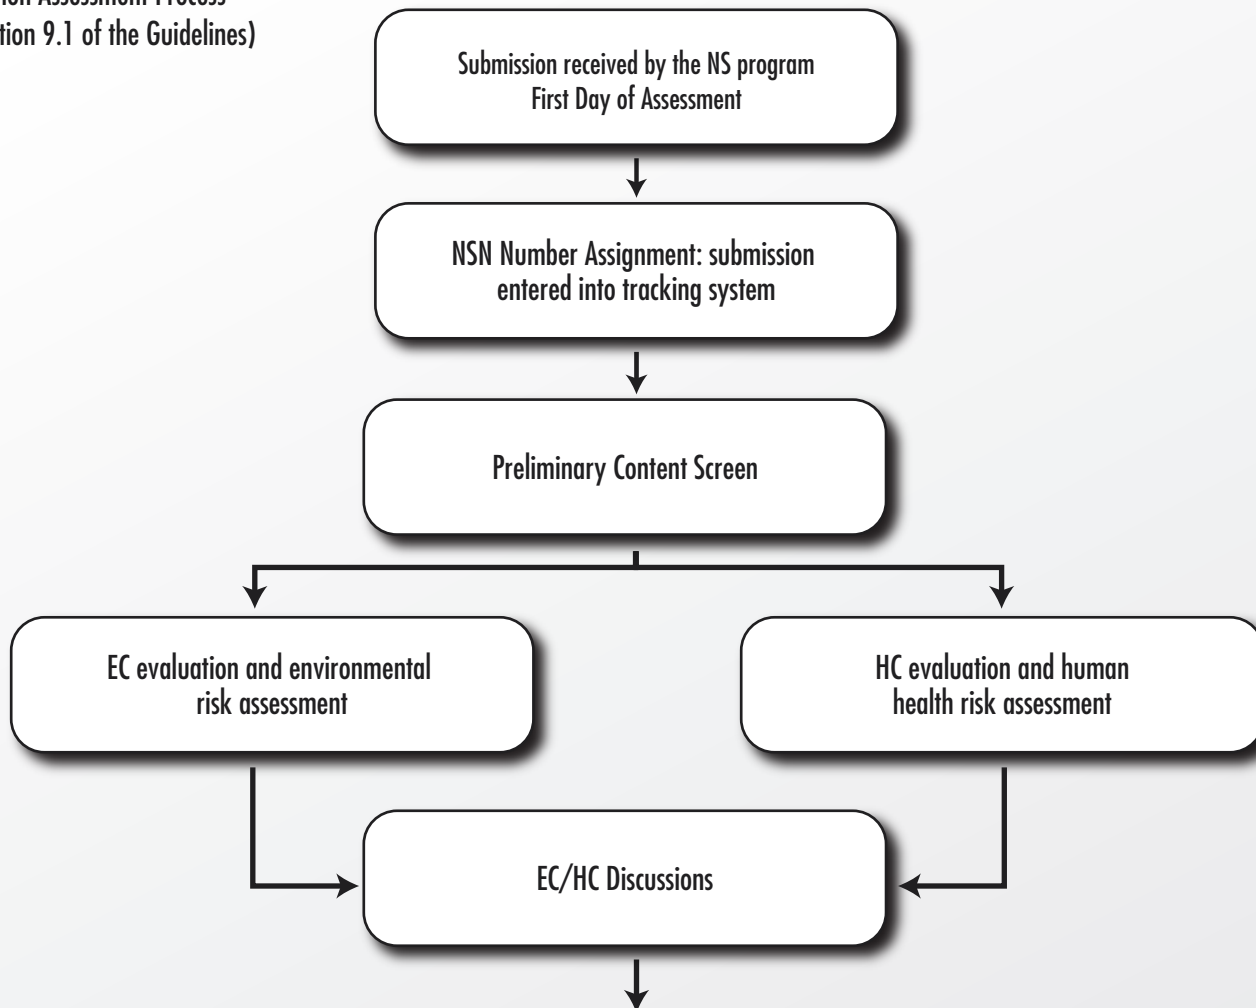 Assessment Process
9.1 of the Guidelines)
Submission received by the NS program
First Day of Assessment
NSN Number Assignment: submission
entered into tracking system
Preliminary Content Screen
EC evaluation and environmental
risk assessment
HC evaluation and human
health risk assessment
EC/HC Discussions